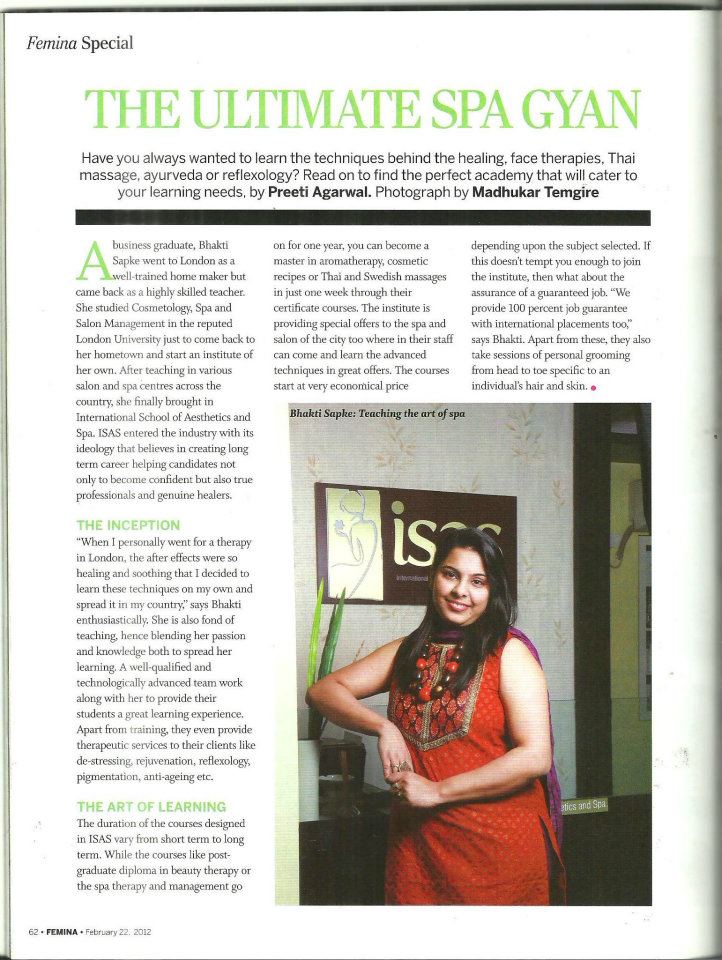 Femina Special
THE ULTIMATE SPA GYAN
Have you always wanted to learn the techniques behind the healing, face therapies, Thai
massage, ayurveda or reflexology? Read on to find the perfect academy that will cater to
your learning needs, by Preeti Agarwal. Photograph by Madhukar Temgire
A business graduate, Bhakti
Sapke went to London as a
well-trained home maker but
came back as a highly skilled teacher.
She studied Cosmetology, Spa and
Salon Management in the reputed
London University just to come back to
her hometown and start an institute of
her own. After teaching in various
salon and spa centres across the
country, she finally brought in
International School of Aesthetics and
Spa. ISAS entered the industry with its
ideology that believes in creating long
term career helping candidates not
only to become confident but also true
professionals and genuine healers.
THE INCEPTION
“When I personally went for a therapy
in London, the after effects were so
healing and soothing that I decided to
learn these techniques on my own and
spread it in my country,” says Bhakti
enthusiastically. She is also fond of
teaching, hence blending her passion
and knowledge both to spread her
learning. A well-qualified and
technologically advanced team work
along with her to provide their
students a great learning experience.
Apart from training, they even provide
therapeutic services to their clients like
de-stressing, rejuvenation, reflexology,
pigmentation, anti-ageing etc.
THE ART OF LEARNING
The duration of the courses designed
in ISAS vary from short term to long
term. While the courses like post-
graduate diploma in beauty therapy or
the spa therapy and management go
on for one year, you can become a
master in aromatherapy, cosmetic
recipes or Thai and Swedish massages
in just one week through their
certificate courses. The institute is
providing special offers to the spa and
salon of the city too where in their staff
can come and learn the advanced
techniques in great offers. The courses
start at very economical price
depending upon the subject selected. If
this doesn't tempt you enough to join
the institute, then what about the
assurance of a guaranteed job. “We
provide 100 percent job guarantee
with international placements too,”
says Bhakti. Apart from these, they also
take sessions of personal grooming
from head to toe specific to an
individual's hair and skin.
Bhakti Sapke: Teaching the art of spa
isas
international
etics and Spa
62 • FEMINA • February 22, 2012